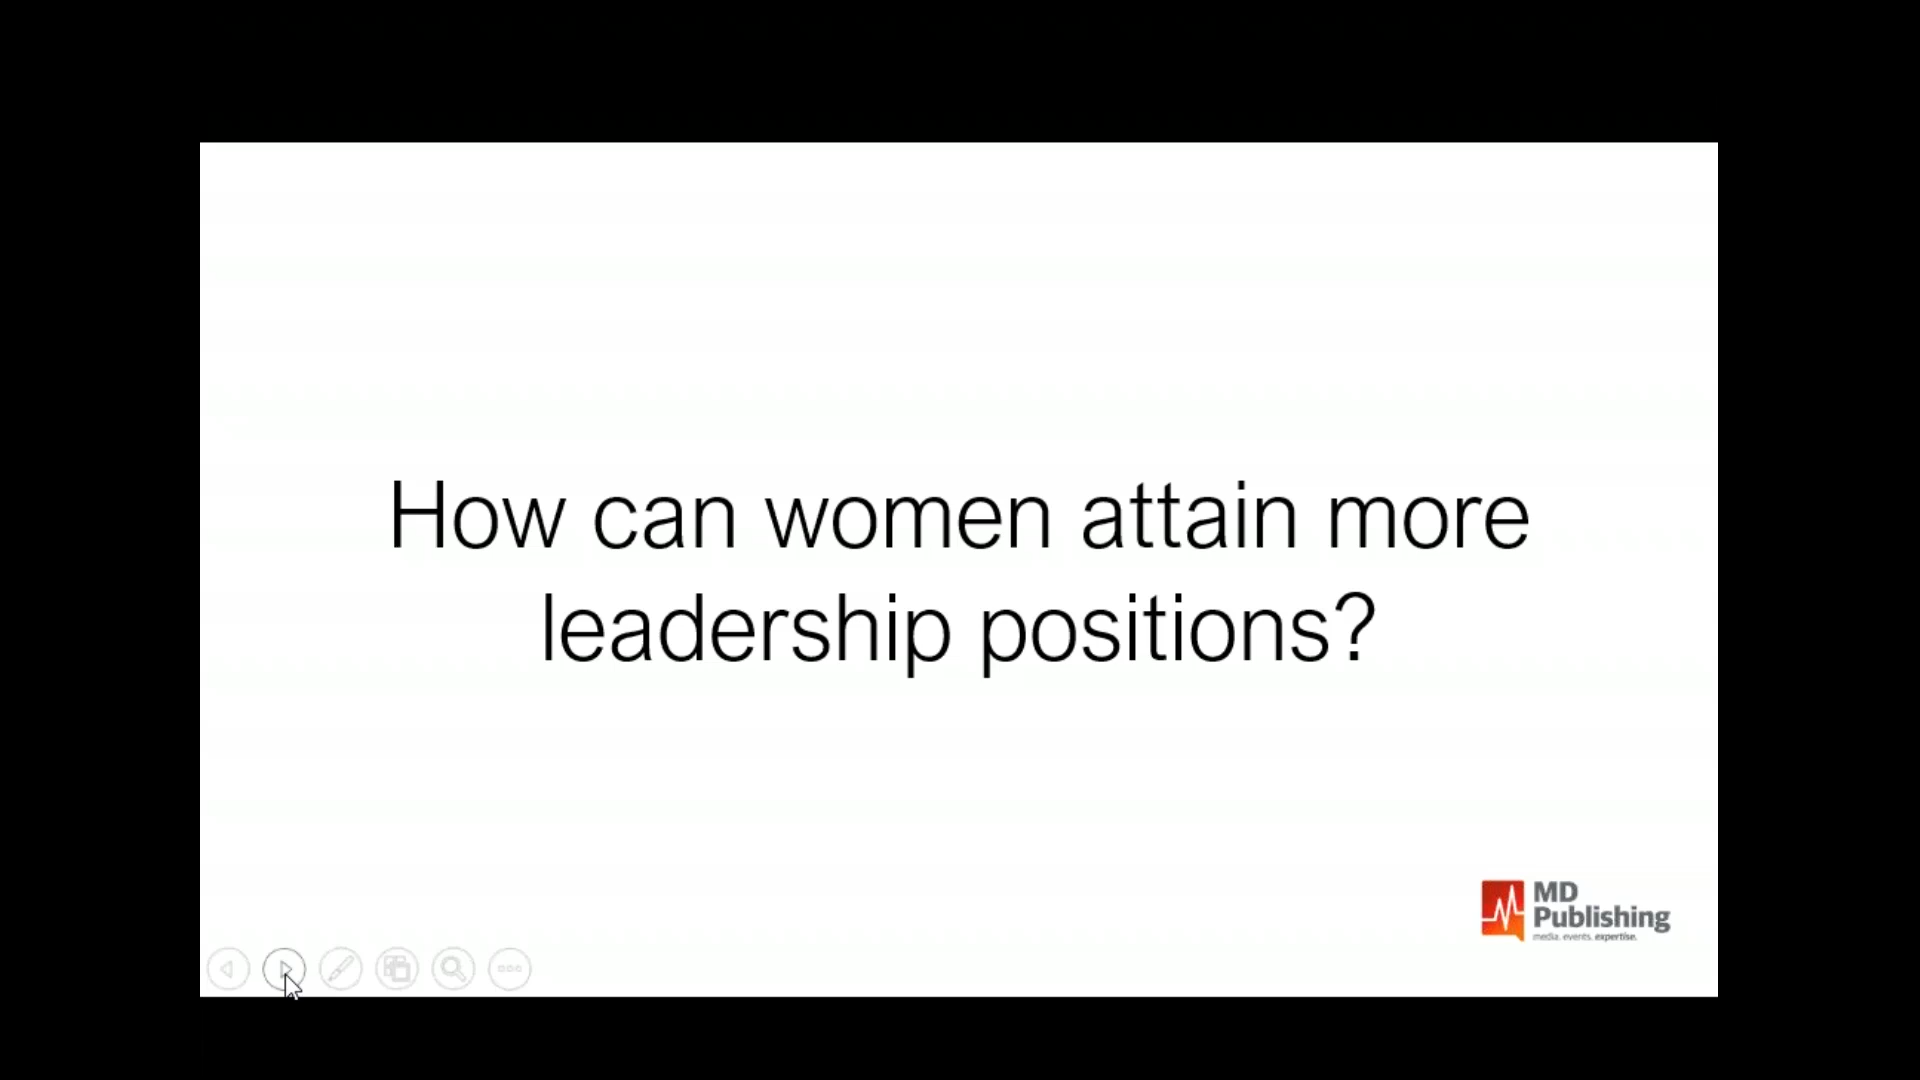 How can women attain more
leadership positions?
MD
Publishing
media. events. expertise.